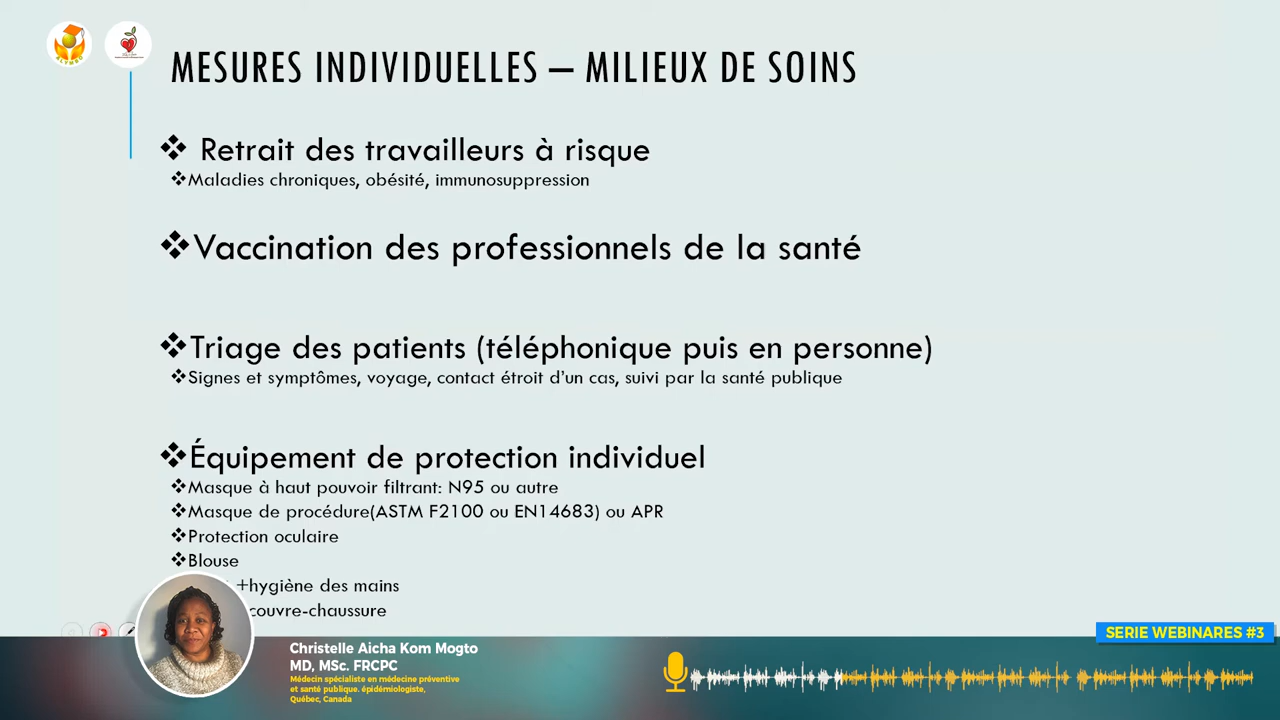 MESURES INDIVIDUELLES – MILIEUX DE SOINS
❖ Retrait des travailleurs à risque
❖Maladies chroniques, obésité, immunosuppression
❖Vaccination des professionnels de la santé
❖Triage des patients (téléphonique puis en personne)
❖Signes et symptômes, voyage, contact étroit d’un cas, suivi par la santé publique
❖Équipement de protection individuel
❖Masque à haut pouvoir filtrant: N95 ou autre
❖Masque de procédure(ASTM F2100 ou EN14683) ou APR
❖Protection oculaire
❖Blouse
+hygiène des mains
couvre-chaussure
SERIE WEBINARES #3
Christelle Aicha Kom Mogto
MD, MSc. FRCPC
Médecin spécialiste en médecine préventive
et santé publique. épidémiologiste,
Québec, Canada